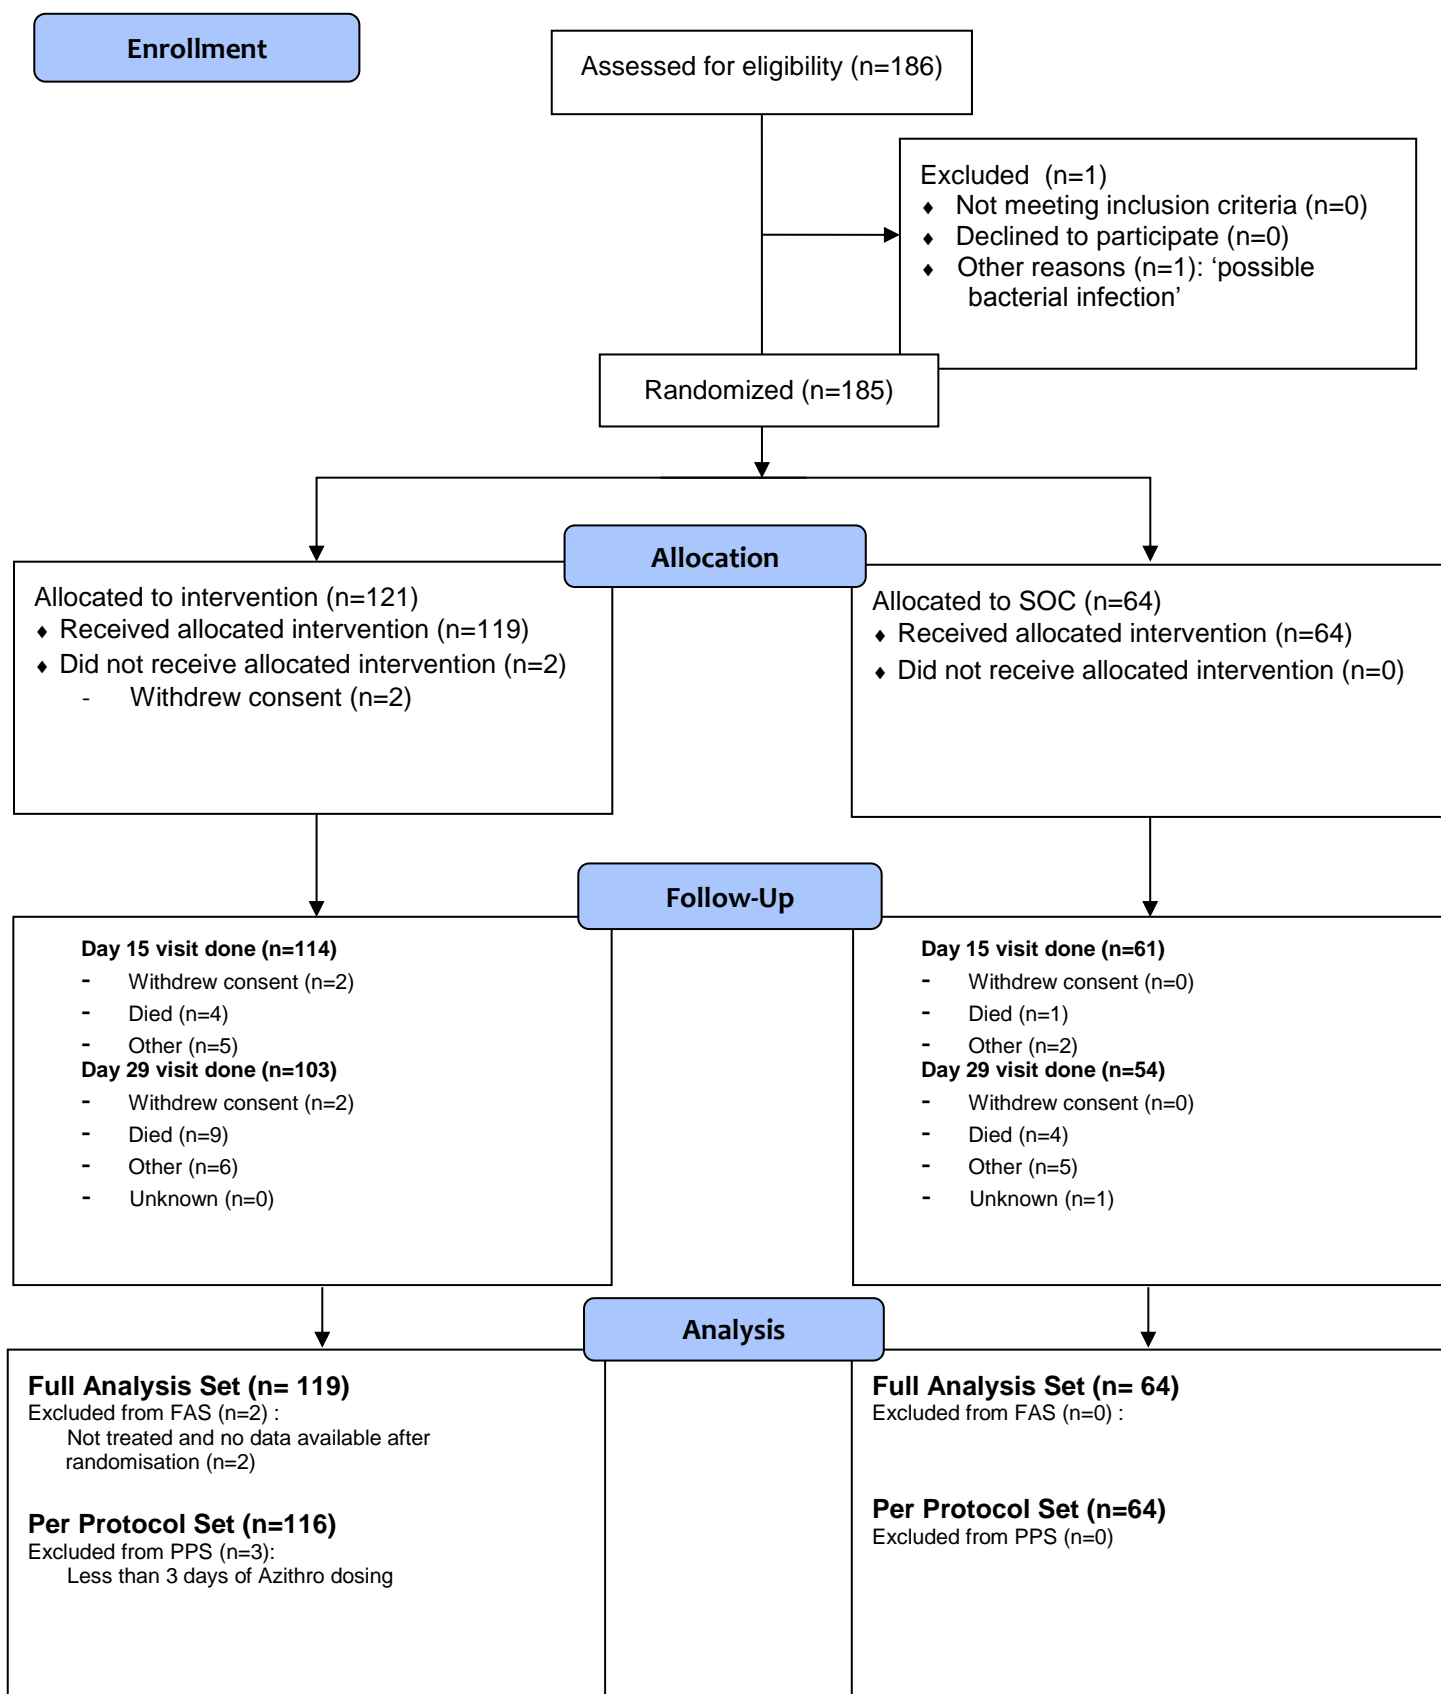 Enrollment
Assessed for eligibility (n=186)
Excluded (n=1)
♦ Not meeting inclusion criteria (n=0)
♦ Declined to participate (n=0)
♦ Other reasons (n=1): ‘possible
bacterial infection’
Randomized (n=185)
Allocation
Allocated to intervention (n=121)
♦ Received allocated intervention (n=119)
♦ Did not receive allocated intervention (n=2)
- Withdrew consent (n=2)
Allocated to SOC (n=64)
♦ Received allocated intervention (n=64)
♦ Did not receive allocated intervention (n=0)
Follow-Up
Day 15 visit done (n=114)
- Withdrew consent (n=2)
- Died (n=4)
- Other (n=5)
Day 29 visit done (n=103)
- Withdrew consent (n=2)
- Died (n=9)
- Other (n=6)
- Unknown (n=0)
Day 15 visit done (n=61)
- Withdrew consent (n=0)
- Died (n=1)
- Other (n=2)
Day 29 visit done (n=54)
- Withdrew consent (n=0)
- Died (n=4)
- Other (n=5)
- Unknown (n=1)
Analysis
Full Analysis Set (n= 119)
Excluded from FAS (n=2) :
Not treated and no data available after
randomisation (n=2)
Per Protocol Set (n=116)
Excluded from PPS (n=3):
Less than 3 days of Azithro dosing
Full Analysis Set (n= 64)
Excluded from FAS (n=0) :
Per Protocol Set (n=64)
Excluded from PPS (n=0)